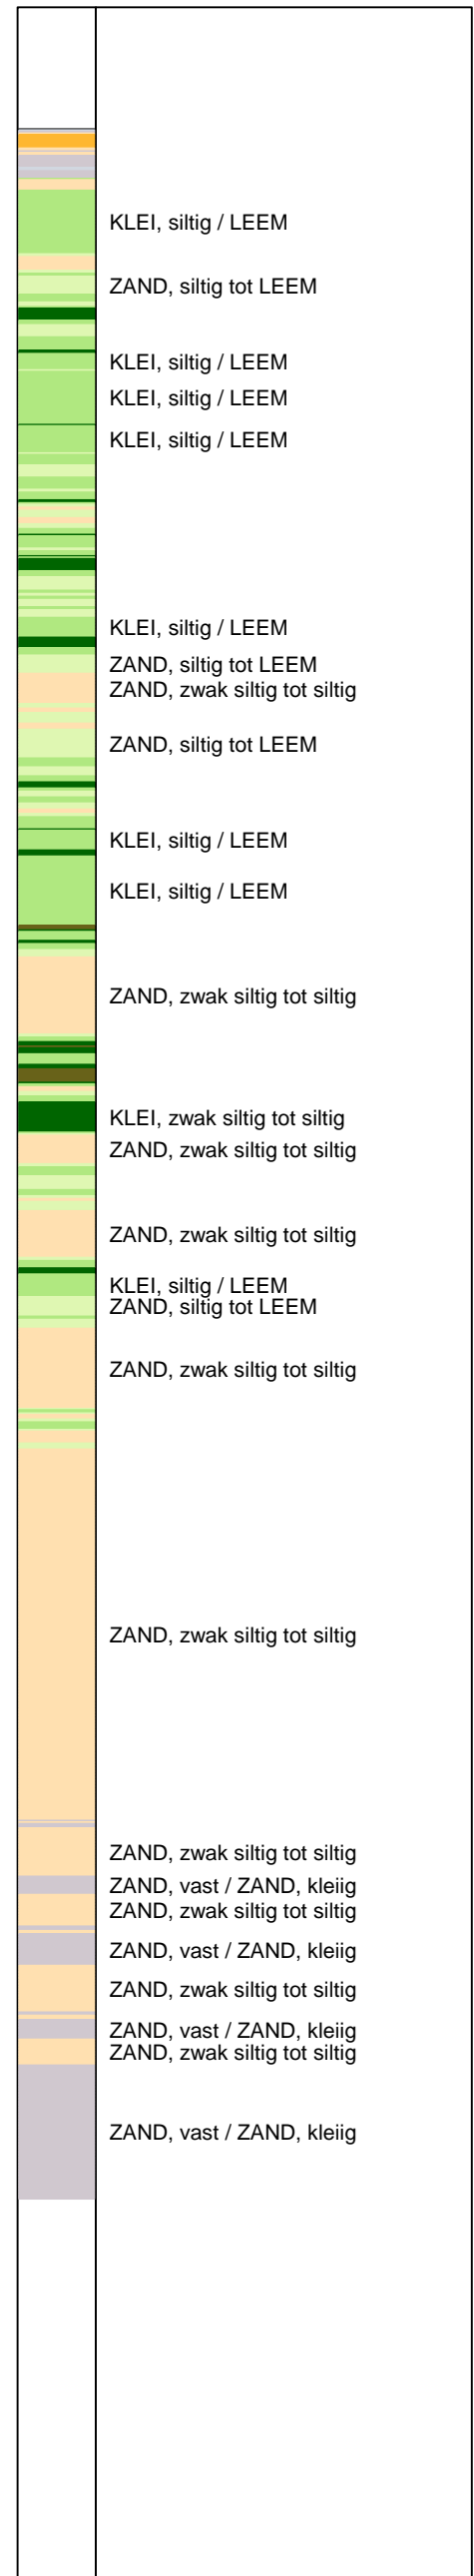 KLEI, siltig / LEEM
ZAND, siltig tot LEEM
KLEI, siltig / LEEM
KLEI, siltig / LEEM
KLEI, siltig / LEEM
KLEI, siltig / LEEM
ZAND, siltig tot LEEM
ZAND, zwak siltig tot siltig
ZAND, siltig tot LEEM
KLEI, siltig / LEEM
KLEI, siltig / LEEM
ZAND, zwak siltig tot siltig
KLEI, zwak siltig tot siltig
ZAND, zwak siltig tot siltig
ZAND, zwak siltig tot siltig
KLEI, siltig / LEEM
ZAND, siltig tot LEEM
ZAND, zwak siltig tot siltig
ZAND, zwak siltig tot siltig
ZAND, zwak siltig tot siltig
ZAND, vast / ZAND, kleiig
ZAND, zwak siltig tot siltig
ZAND, vast / ZAND, kleiig
ZAND, zwak siltig tot siltig
ZAND, vast / ZAND, kleiig
ZAND, zwak siltig tot siltig
ZAND, vast / ZAND, kleiig